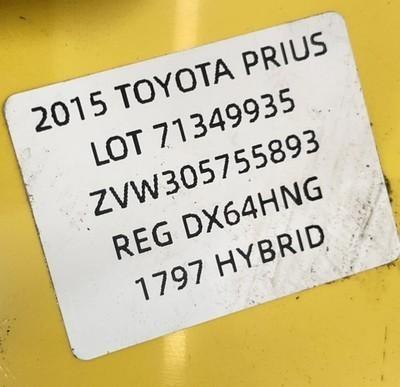 2015 TOYOTA PRIUS
LOT 71349935
ZVW305755893
REG DX64HNG
1797 HYBRID